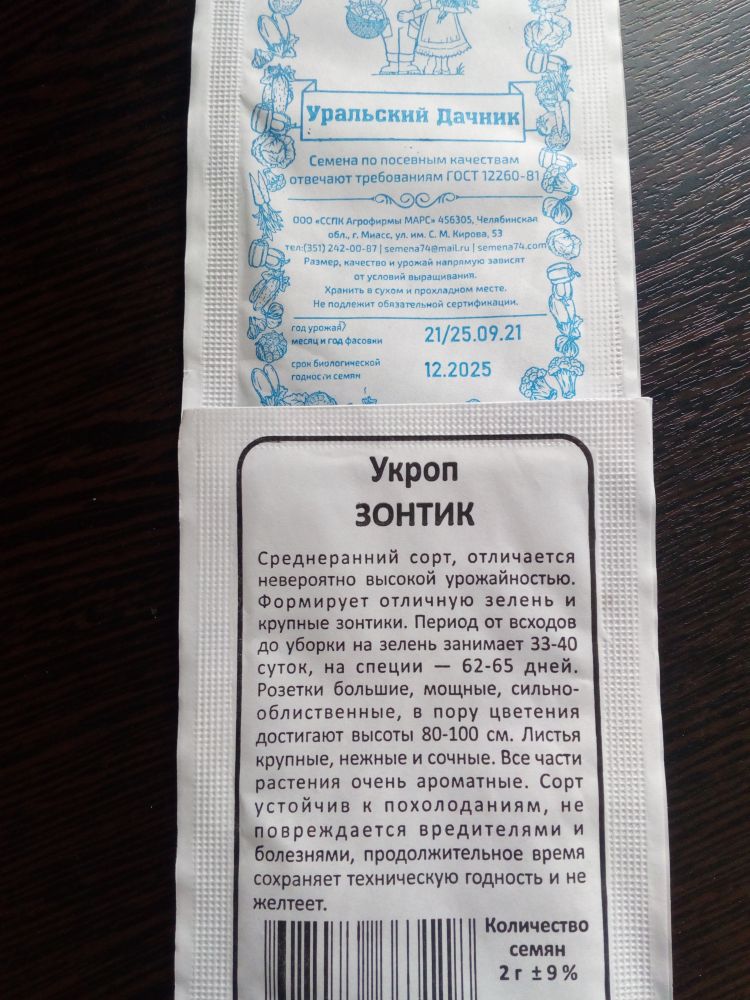 Уральский Дачник
Семена по посевным качествам
отвечают требованиям ГОСТ 12260-81
ООО «ССПК Агрофирмы МАРС» 456305, Челябинская
обл., г. Миасс, ул. им. С. М. Кирова, 53
тел:(351) 242-00-87 | semena74@mail.ru | semena74.com
Размер, качество и урожай напрямую зависят
от условий выращивания.
Хранить в сухом и прохладном месте.
Не подлежит обязательной сертификации.
год урожая/
месяц и год фасовки 21/25.09.21
срок биологической
годности семян 12.2025
Укроп
ЗОНТИК
Среднеранний сорт, отличается
невероятно высокой урожайностью.
Формирует отличную зелень и
крупные зонтики. Период от всходов
до уборки на зелень занимает 33-40
суток, на специи — 62-65 дней.
Розетки большие, мощные, сильно-
облиственные, в пору цветения
достигают высоты 80-100 см. Листья
крупные, нежные и сочные. Все части
растения очень ароматные. Сорт
устойчив к похолоданиям, не
повреждается вредителями и
болезнями, продолжительное время
сохраняет техническую годность и не
желтеет.
Количество
семян
2 г ± 9 %